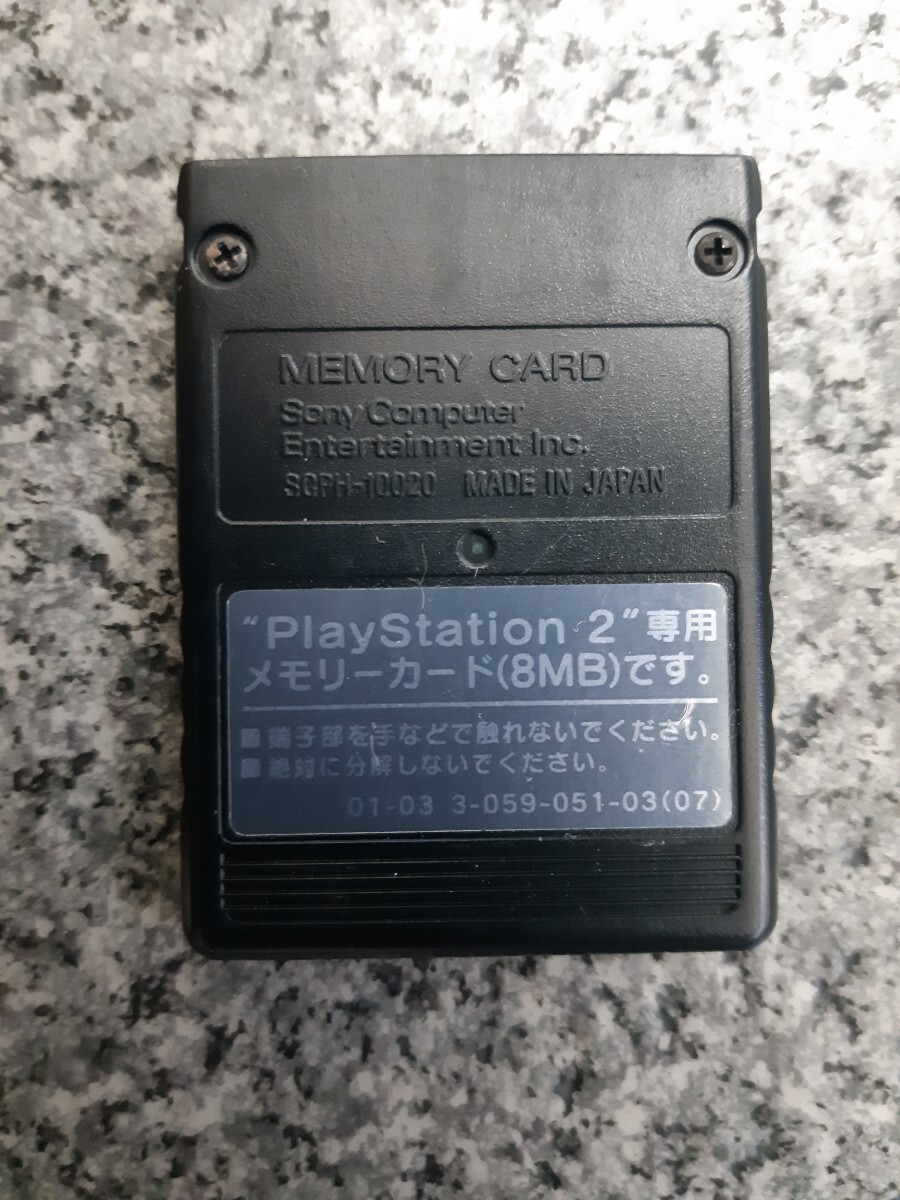 MEMORY CARD
Sony Computer
Entertainment Inc.
SCPH-10020 MADE IN JAPAN
"PlayStation 2"専用
メモリーカード(8MB)です。
■ 端子部を手などで触れないでください。
■ 絶対に分解しないでください。
01-03 3-059-051-03(07)